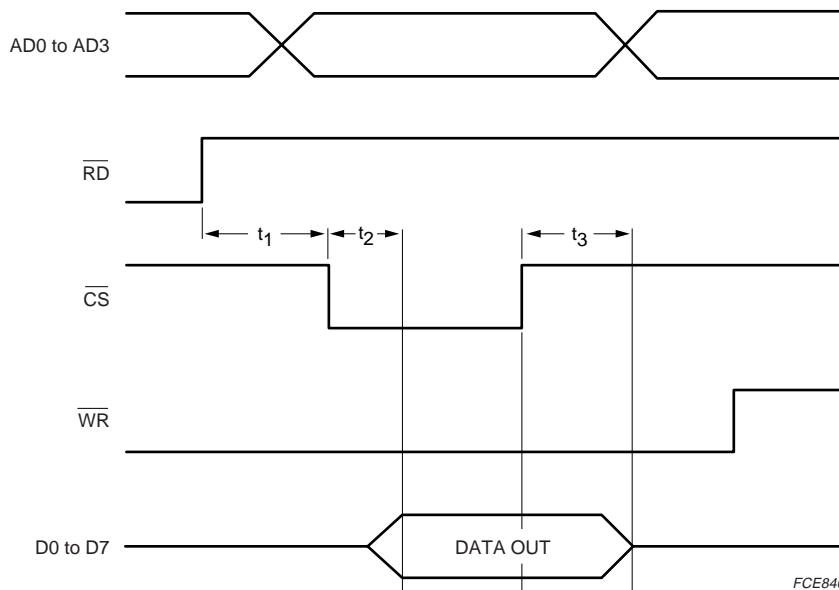 AD0 to AD3
RD
t1 t2 t3
CS
WR
D0 to D7 DATA OUT